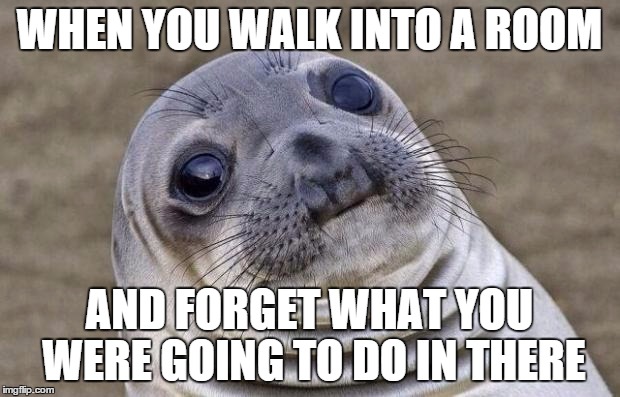 WHEN YOU WALK INTO A ROOM
AND FORGET WHAT YOU
WERE GOING TO DO IN THERE
imgflip.com